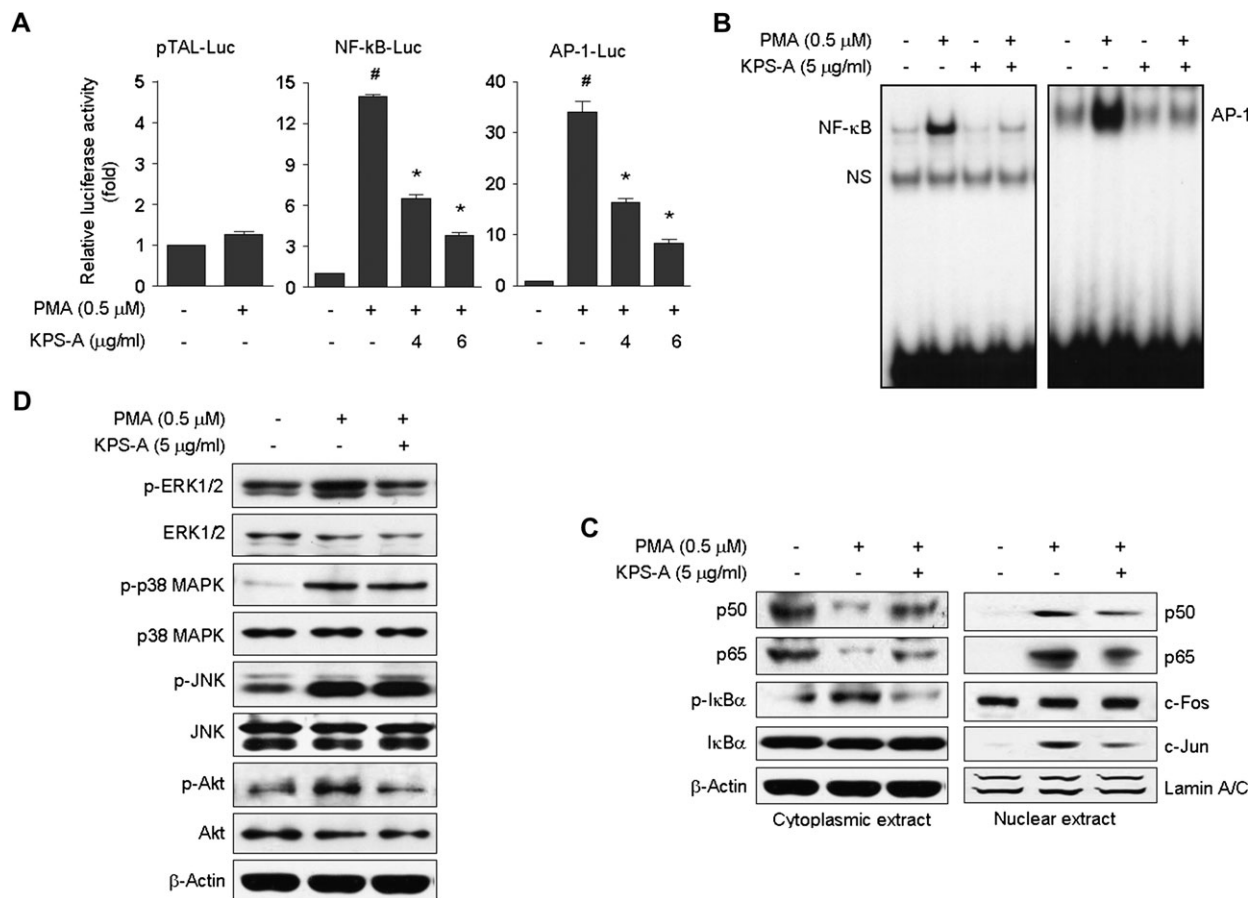 A
pTAL-Luc
NF-kB-Luc
AP-1-Luc
Relative luciferase activity
(fold)
5
4
3
2
1
0
15
12
9
6
3
0
40
30
20
10
0
#
*
*
#
*
*
PMA (0.5 μM) - + - + + + - + + +
KPS-A (μg/ml) - - - - 4 6 - - 4 6
B
PMA (0.5 μM) - + - + - + - +
KPS-A (5 μg/ml) - - + + - - + +
NF-κB
NS
AP-1
D
PMA (0.5 μM) - + +
KPS-A (5 μg/ml) - - +
p-ERK1/2
ERK1/2
p-p38 MAPK
p38 MAPK
p-JNK
JNK
p-Akt
Akt
β-Actin
C
PMA (0.5 μM) - + + - + +
KPS-A (5 μg/ml) - - + - - +
p50 p50
p65 p65
p-IκBα c-Fos
IκBα c-Jun
β-Actin Lamin A/C
Cytoplasmic extract Nuclear extract